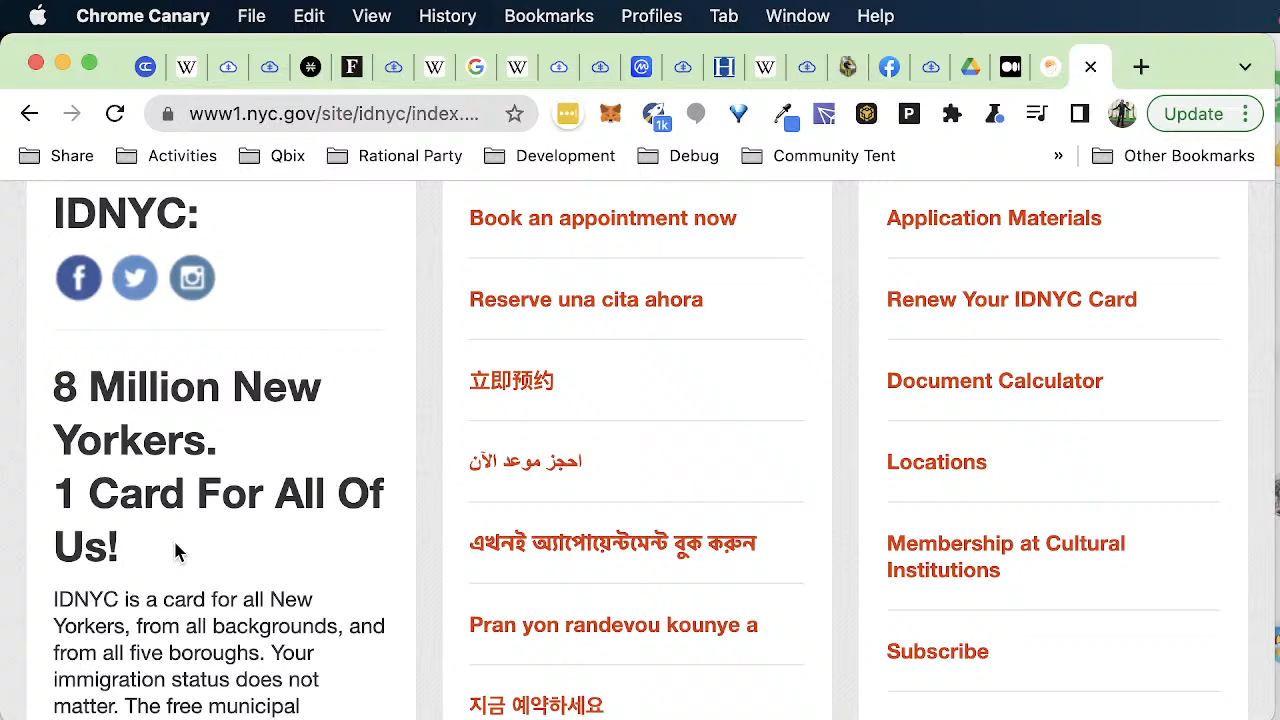 Chrome Canary File Edit View History Bookmarks Profiles Tab Window Help
www1.nyc.gov/site/idnyc/index....
1k
Update
Share Activities Qbix Rational Party Development Debug Community Tent » Other Bookmarks
IDNYC:
8 Million New
Yorkers.
1 Card For All Of
Us!
IDNYC is a card for all New
Yorkers, from all backgrounds, and
from all five boroughs. Your
immigration status does not
matter. The free municipal
Book an appointment now
Reserve una cita ahora
立即预约
احجز موعد الآن
এখনই অ্যাপোয়েন্টমেন্ট বুক করুন
Pran yon randevou kounye a
지금 예약하세요
Application Materials
Renew Your IDNYC Card
Document Calculator
Locations
Membership at Cultural
Institutions
Subscribe